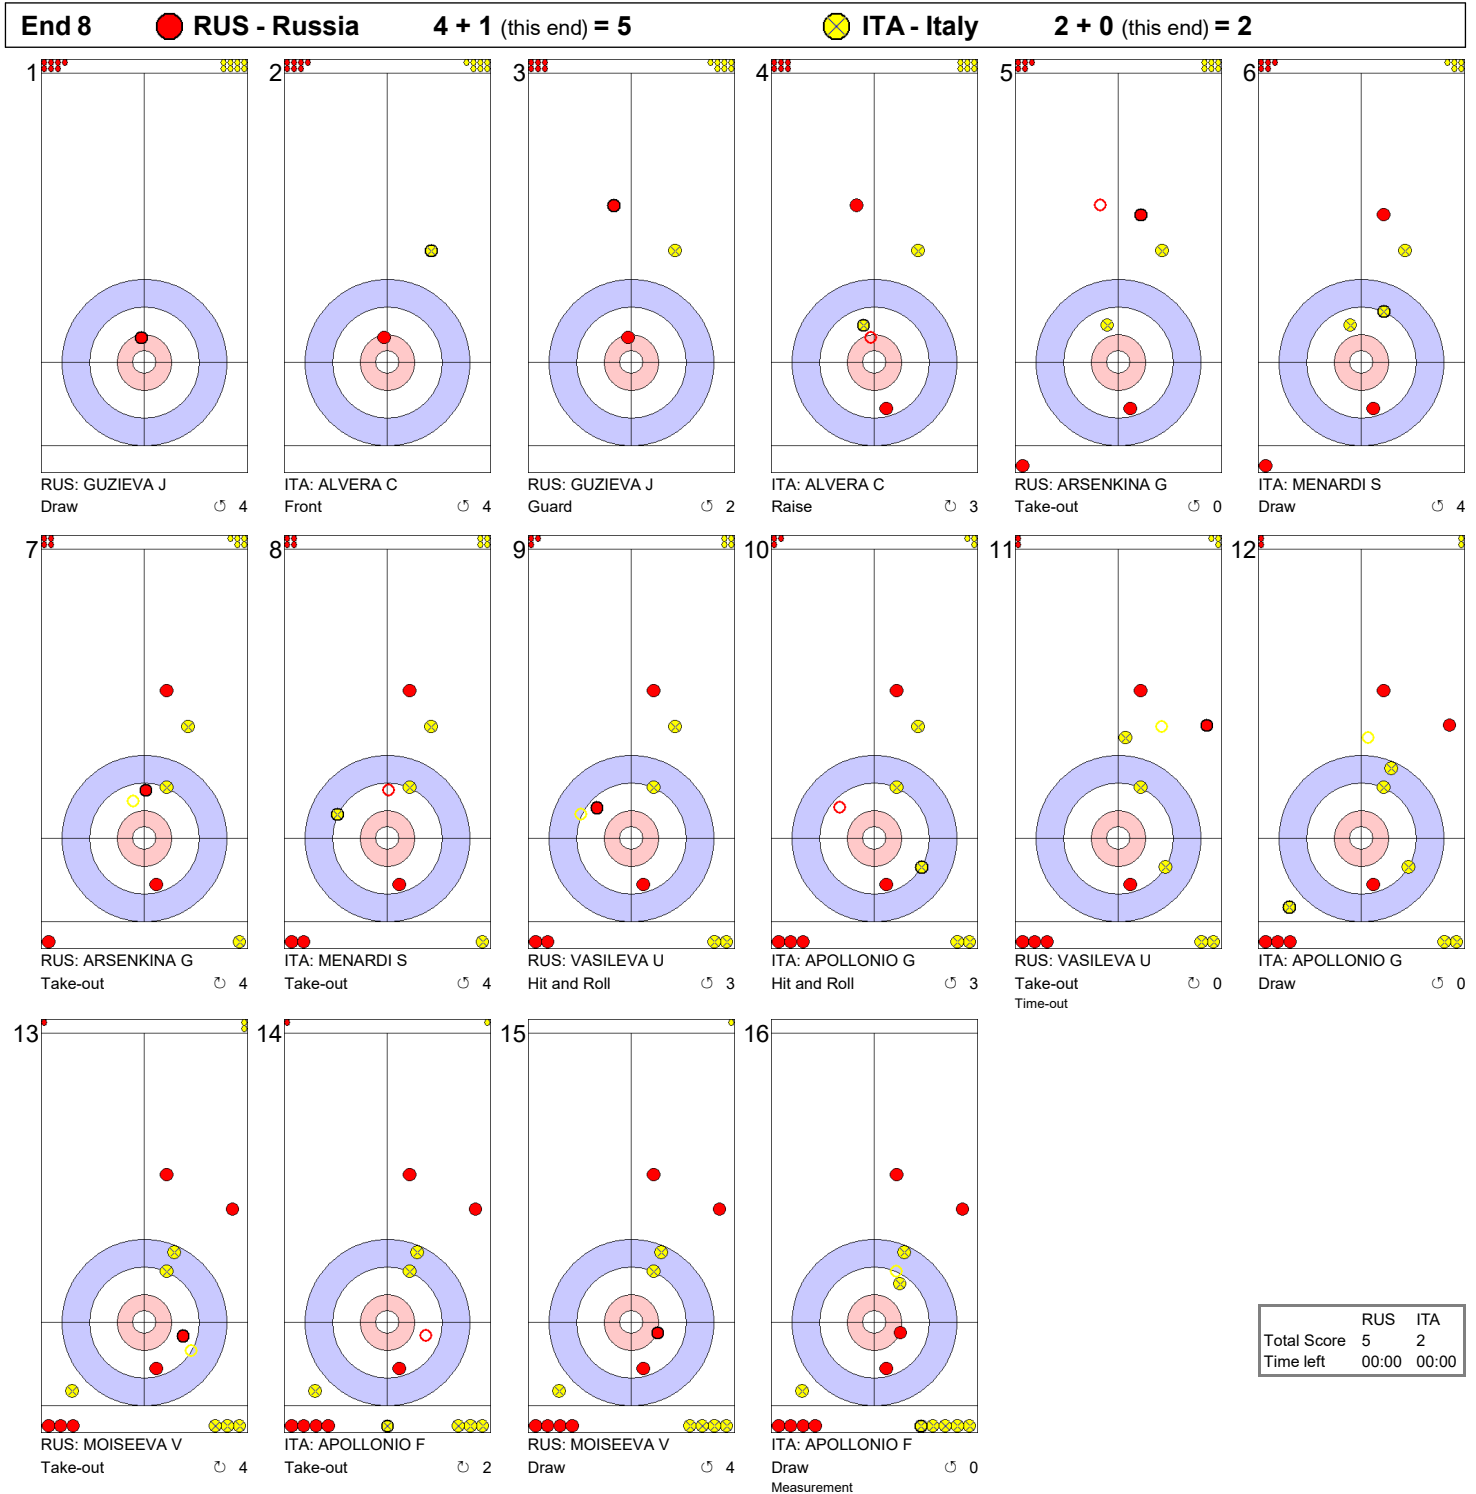 End 8 RUS - Russia 4 + 1 (this end) = 5 ITA - Italy 2 + 0 (this end) = 2
1 2 3 4 5 6
RUS: GUZIEVA J ITA: ALVERA C RUS: GUZIEVA J ITA: ALVERA C RUS: ARSENKINA G ITA: MENARDI S
Draw ↺ 4 Front ↺ 4 Guard ↺ 2 Raise ↻ 3 Take-out ↺ 0 Draw ↺ 4
7 8 9 10 11 12
RUS: ARSENKINA G ITA: MENARDI S RUS: VASILEVA U ITA: APOLLONIO G RUS: VASILEVA U ITA: APOLLONIO G
Take-out ↻ 4 Take-out ↺ 4 Hit and Roll ↺ 3 Hit and Roll ↺ 3 Take-out ↻ 0 Draw ↺ 0
Time-out
13 14 15 16
RUS ITA
Total Score 5 2
Time left 00:00 00:00
RUS: MOISEEVA V ITA: APOLLONIO F RUS: MOISEEVA V ITA: APOLLONIO F
Take-out ↻ 4 Take-out ↻ 2 Draw ↺ 4 Draw ↺ 0
Measurement